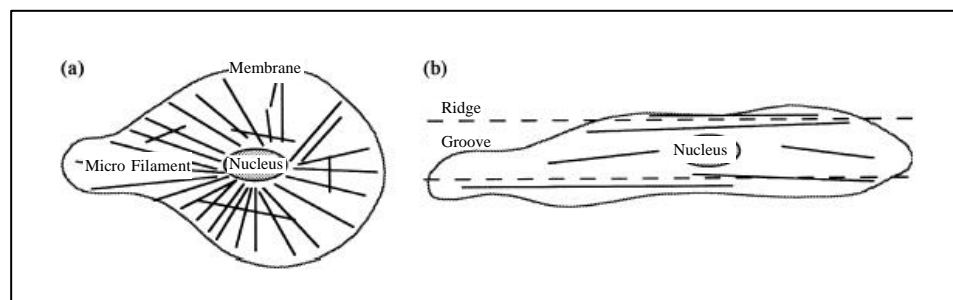 (a)
Membrane
Micro Filament
Nucleus
(b)
Ridge
Groove
Nucleus